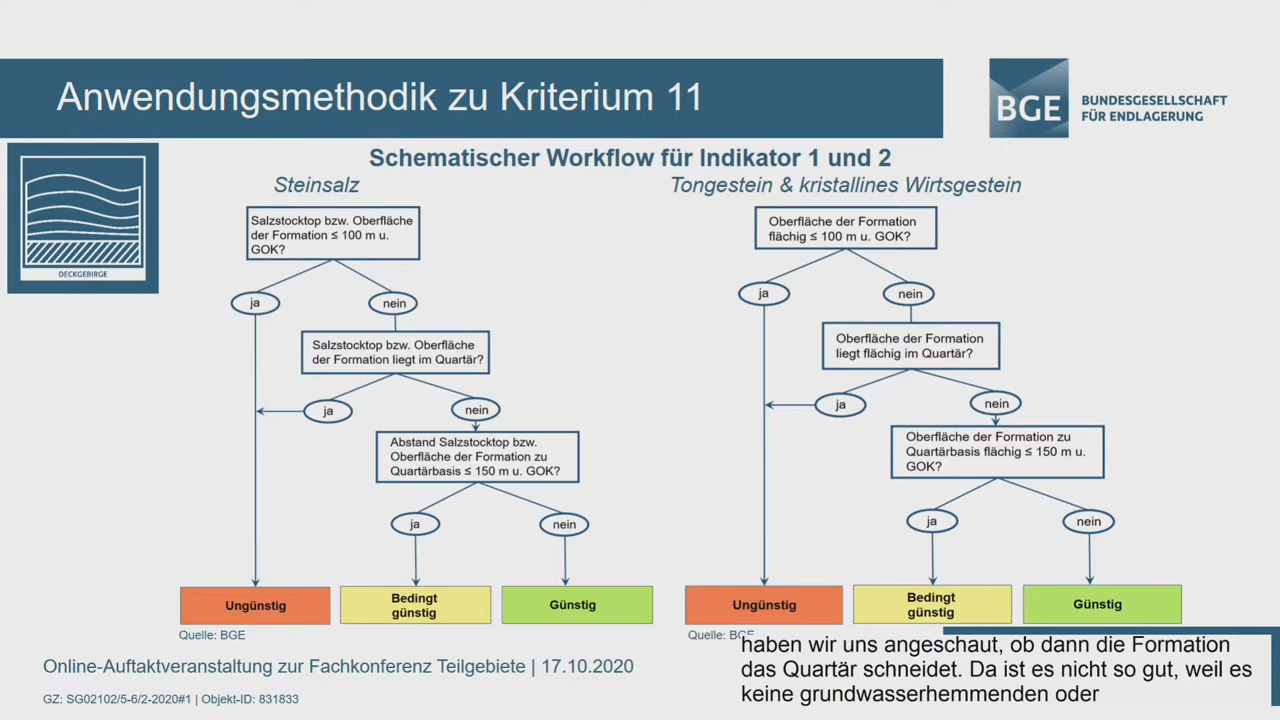 Anwendungsmethodik zu Kriterium 11
BGE
BUNDESGESELLSCHAFT
FÜR ENDLAGERUNG
DECKGEBIRGE
Schematischer Workflow für Indikator 1 und 2
Steinsalz
Salzstocktop bzw. Oberfläche
der Formation ≤ 100 m u.
GOK?
ja
nein
Salzstocktop bzw. Oberfläche
der Formation liegt im Quartär?
ja
nein
Abstand Salzstocktop bzw.
Oberfläche der Formation zu
Quartärbasis ≤ 150 m u. GOK?
ja
nein
Ungünstig
Bedingt
günstig
Günstig
Quelle: BGE
Tongestein & kristallines Wirtsgestein
Oberfläche der Formation
flächig ≤ 100 m u. GOK?
ja
nein
Oberfläche der Formation
liegt flächig im Quartär?
ja
nein
Oberfläche der Formation zu
Quartärbasis flächig ≤ 150 m u.
GOK?
ja
nein
Ungünstig
Bedingt
günstig
Günstig
Quelle: BGE
Online-Auftaktveranstaltung zur Fachkonferenz Teilgebiete | 17.10.2020
GZ: SG02102/5-6/2-2020#1 | Objekt-ID: 831833
haben wir uns angeschaut, ob dann die Formation
das Quartär schneidet. Da ist es nicht so gut, weil es
keine grundwasserhemmenden oder